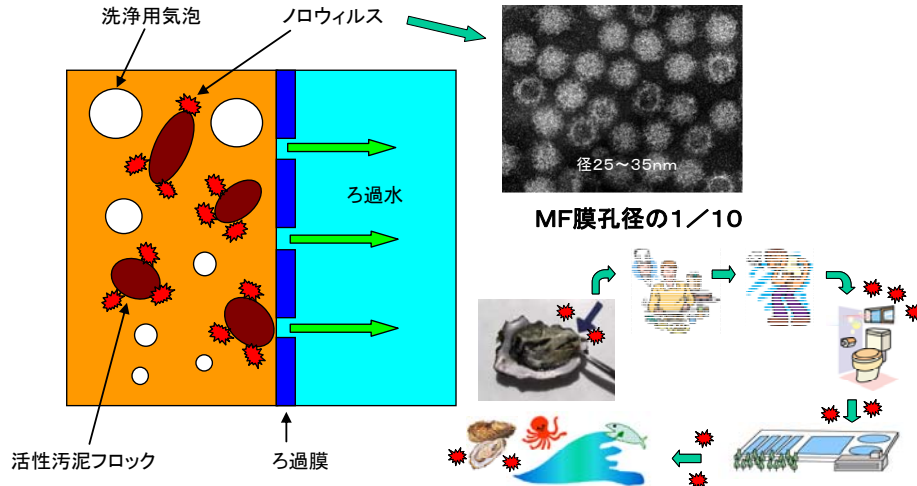 洗浄用気泡
ノロウィルス
径25～35nm
ろ過水
MF膜孔径の1／10
活性汚泥フロック
ろ過膜